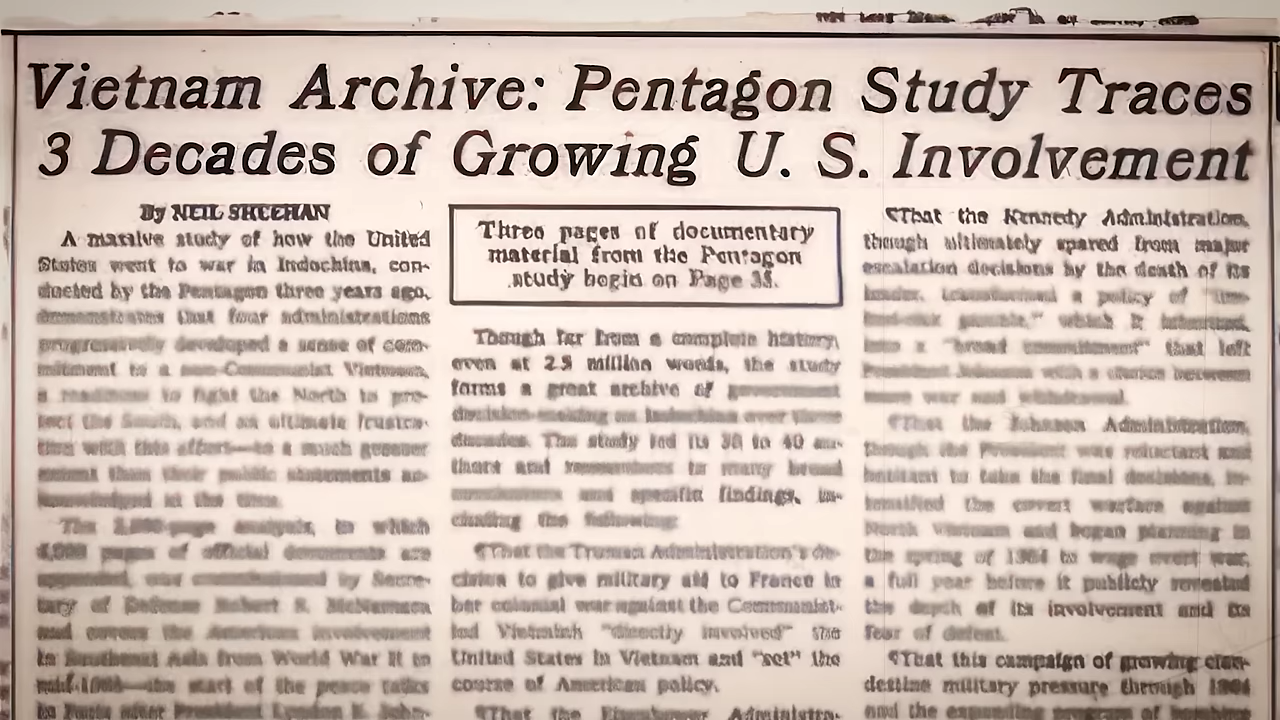 Vietnam Archive: Pentagon Study Traces
3 Decades of Growing U. S. Involvement
By NEIL SHEEHAN
A massive study of how the United
States went to war in Indochina, con-
ducted by the Pentagon three years ago,
demonstrates that four administrations
progressively developed a sense of com-
mitment to a non-Communist Vietnam,
a readiness to fight the North to pro-
tect the South, and an ultimate frustra-
tion with this effort—to a much greater
extent than their public statements ac-
knowledged at the time.
The analysis, to which
pages of official documents are
by Secre-
tary of Defense Robert S. McNamara
and covers the American involvement
in Southeast Asia from World War II to
the start of the peace talks
in Paris after President Lyndon B. John-
Three pages of documentary
material from the Pentagon
study begin on Page
Though far from a complete history,
even at 2.5 million words, the study
forms a great archive of government
decision-making on Indochina over three
decades. The study led its 30 to 40 au-
thors and to many broad
conclusions and specific findings, in-
cluding the following:
¶That the Truman Administration's de-
cision to give military aid to France in
her colonial war against the Communist-
led Vietminh "directly involved" the
United States in Vietnam and "set" the
course of American policy.
¶That the Eisenhower Administra-
¶That the Kennedy Administration,
though ultimately spared from major
escalation decisions by the death of its
leader, transformed a policy of
which it inherited,
into a "broad commitment" that left
President Johnson with a choice between
more war and withdrawal.
¶That the Johnson Administration,
though the President was reluctant and
hesitant to take the final decisions, in-
tensified the covert warfare against
North Vietnam and began planning in
the spring of 1964 to wage overt war,
a full year before it publicly revealed
the depth of its involvement and its
fear of defeat.
¶That this campaign of growing clan-
destine military pressure through 1964
and the expanding program of bombing